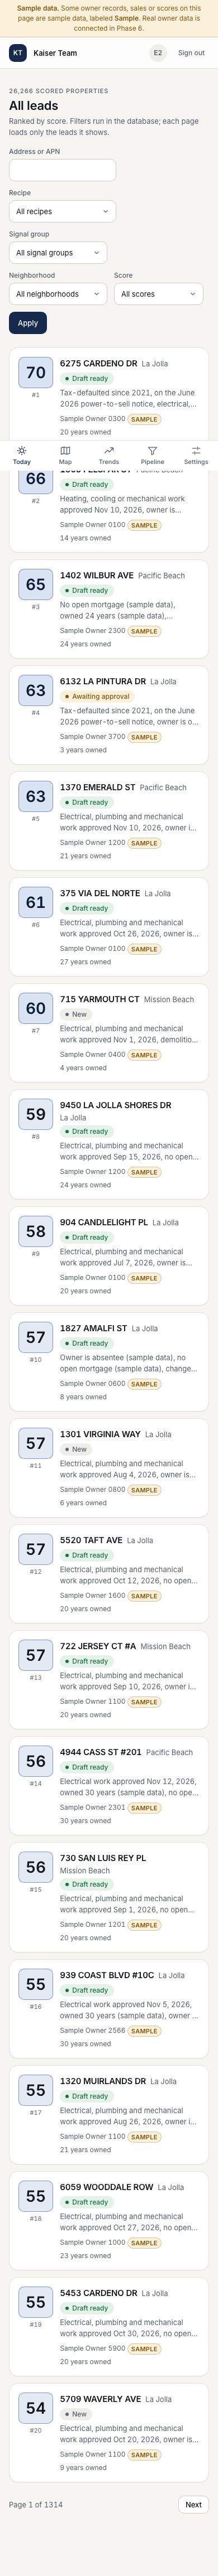 Sample data. Some owner records, sales or scores on this
page are sample data, labeled Sample. Real owner data is
connected in Phase 6.
KT Kaiser Team E2 Sign out
26,266 SCORED PROPERTIES
All leads
Ranked by score. Filters run in the database; each page
loads only the leads it shows.
Address or APN
Recipe
All recipes
Signal group
All signal groups
Neighborhood Score
All neighborhoods All scores
Apply
70 6275 CARDENO DR La Jolla
#1 Draft ready
Tax-defaulted since 2021, on the June
2026 power-to-sell notice, electrical,...
Sample Owner 0300 SAMPLE
20 years owned
Today Map Trends Pipeline Settings
66
#2 Draft ready
Heating, cooling or mechanical work
approved Nov 10, 2026, owner is...
Sample Owner 0100 SAMPLE
14 years owned
65 1402 WILBUR AVE Pacific Beach
#3 Draft ready
No open mortgage (sample data),
owned 24 years (sample data),...
Sample Owner 2300 SAMPLE
24 years owned
63 6132 LA PINTURA DR La Jolla
#4 Awaiting approval
Tax-defaulted since 2021, on the June
2026 power-to-sell notice, owner is o...
Sample Owner 3700 SAMPLE
3 years owned
63 1370 EMERALD ST Pacific Beach
#5 Draft ready
Electrical, plumbing and mechanical
work approved Nov 10, 2026, owner i...
Sample Owner 1200 SAMPLE
21 years owned
61 375 VIA DEL NORTE La Jolla
#6 Draft ready
Electrical, plumbing and mechanical
work approved Oct 26, 2026, owner is...
Sample Owner 0100 SAMPLE
27 years owned
60 715 YARMOUTH CT Mission Beach
#7 New
Electrical, plumbing and mechanical
work approved Nov 1, 2026, demolitio...
Sample Owner 0400 SAMPLE
4 years owned
59 9450 LA JOLLA SHORES DR
La Jolla
#8 Draft ready
Electrical, plumbing and mechanical
work approved Sep 15, 2026, no open...
Sample Owner 1200 SAMPLE
24 years owned
58 904 CANDLELIGHT PL La Jolla
#9 Draft ready
Electrical, plumbing and mechanical
work approved Jul 7, 2026, owner is...
Sample Owner 0100 SAMPLE
20 years owned
57 1827 AMALFI ST La Jolla
#10 Draft ready
Owner is absentee (sample data), no
open mortgage (sample data), change...
Sample Owner 0600 SAMPLE
8 years owned
57 1301 VIRGINIA WAY La Jolla
#11 New
Electrical, plumbing and mechanical
work approved Aug 4, 2026, owner is...
Sample Owner 0800 SAMPLE
6 years owned
57 5520 TAFT AVE La Jolla
#12 Draft ready
Electrical, plumbing and mechanical
work approved Oct 12, 2026, no open...
Sample Owner 1600 SAMPLE
20 years owned
57 722 JERSEY CT #A Mission Beach
#13 Draft ready
Electrical, plumbing and mechanical
work approved Sep 10, 2026, owner i...
Sample Owner 1100 SAMPLE
20 years owned
56 4944 CASS ST #201 Pacific Beach
#14 Draft ready
Electrical work approved Nov 12, 2026,
owned 30 years (sample data), no ope...
Sample Owner 2301 SAMPLE
30 years owned
56 730 SAN LUIS REY PL
Mission Beach
#15 Draft ready
Electrical, plumbing and mechanical
work approved Sep 1, 2026, no open...
Sample Owner 1201 SAMPLE
20 years owned
55 939 COAST BLVD #10C La Jolla
#16 Draft ready
Electrical work approved Nov 5, 2026,
owned 30 years (sample data), owner ...
Sample Owner 2566 SAMPLE
30 years owned
55 1320 MUIRLANDS DR La Jolla
#17 Draft ready
Electrical, plumbing and mechanical
work approved Aug 26, 2026, owner i...
Sample Owner 1100 SAMPLE
21 years owned
55 6059 WOODDALE ROW La Jolla
#18 Draft ready
Electrical, plumbing and mechanical
work approved Oct 27, 2026, no open...
Sample Owner 1000 SAMPLE
23 years owned
55 5453 CARDENO DR La Jolla
#19 Draft ready
Electrical, plumbing and mechanical
work approved Oct 30, 2026, no open...
Sample Owner 5900 SAMPLE
20 years owned
54 5709 WAVERLY AVE La Jolla
#20 New
Electrical, plumbing and mechanical
work approved Oct 20, 2026, owner is...
Sample Owner 1100 SAMPLE
9 years owned
Page 1 of 1314 Next